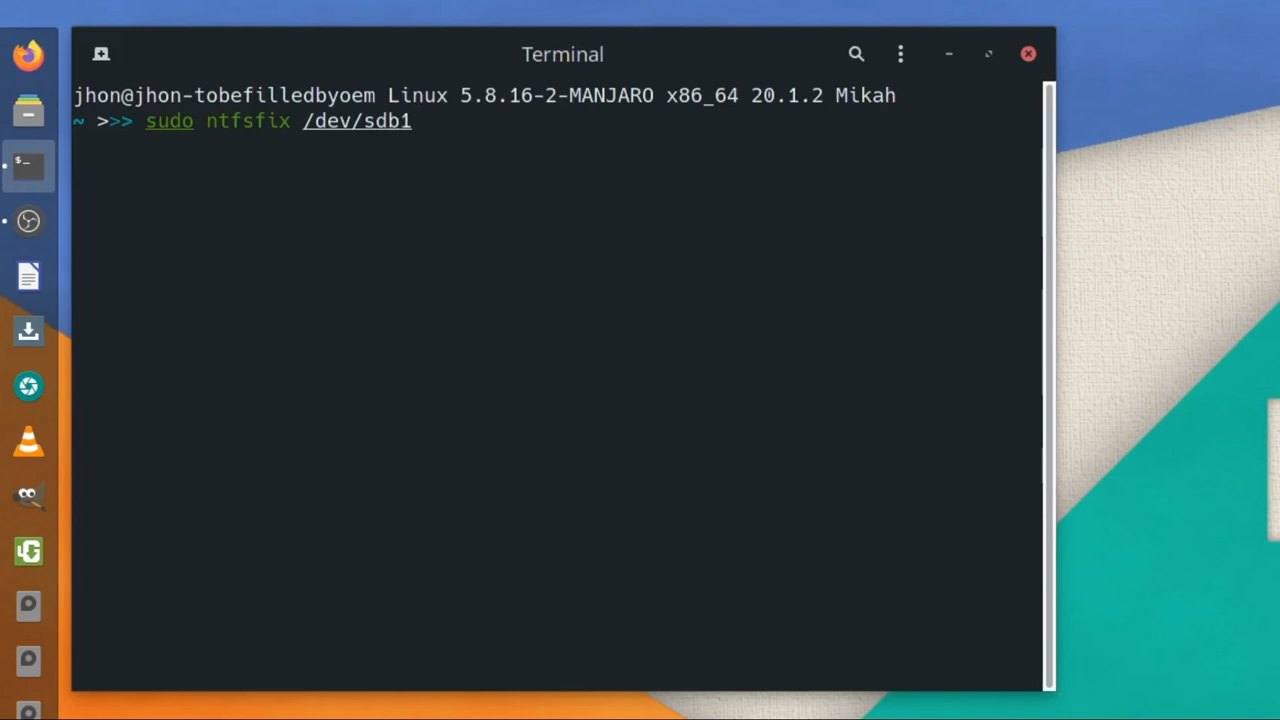 Terminal
jhon@jhon-tobefilledbyoem Linux 5.8.16-2-MANJARO x86_64 20.1.2 Mikah
~ >>> sudo ntfsfix /dev/sdb1
$_